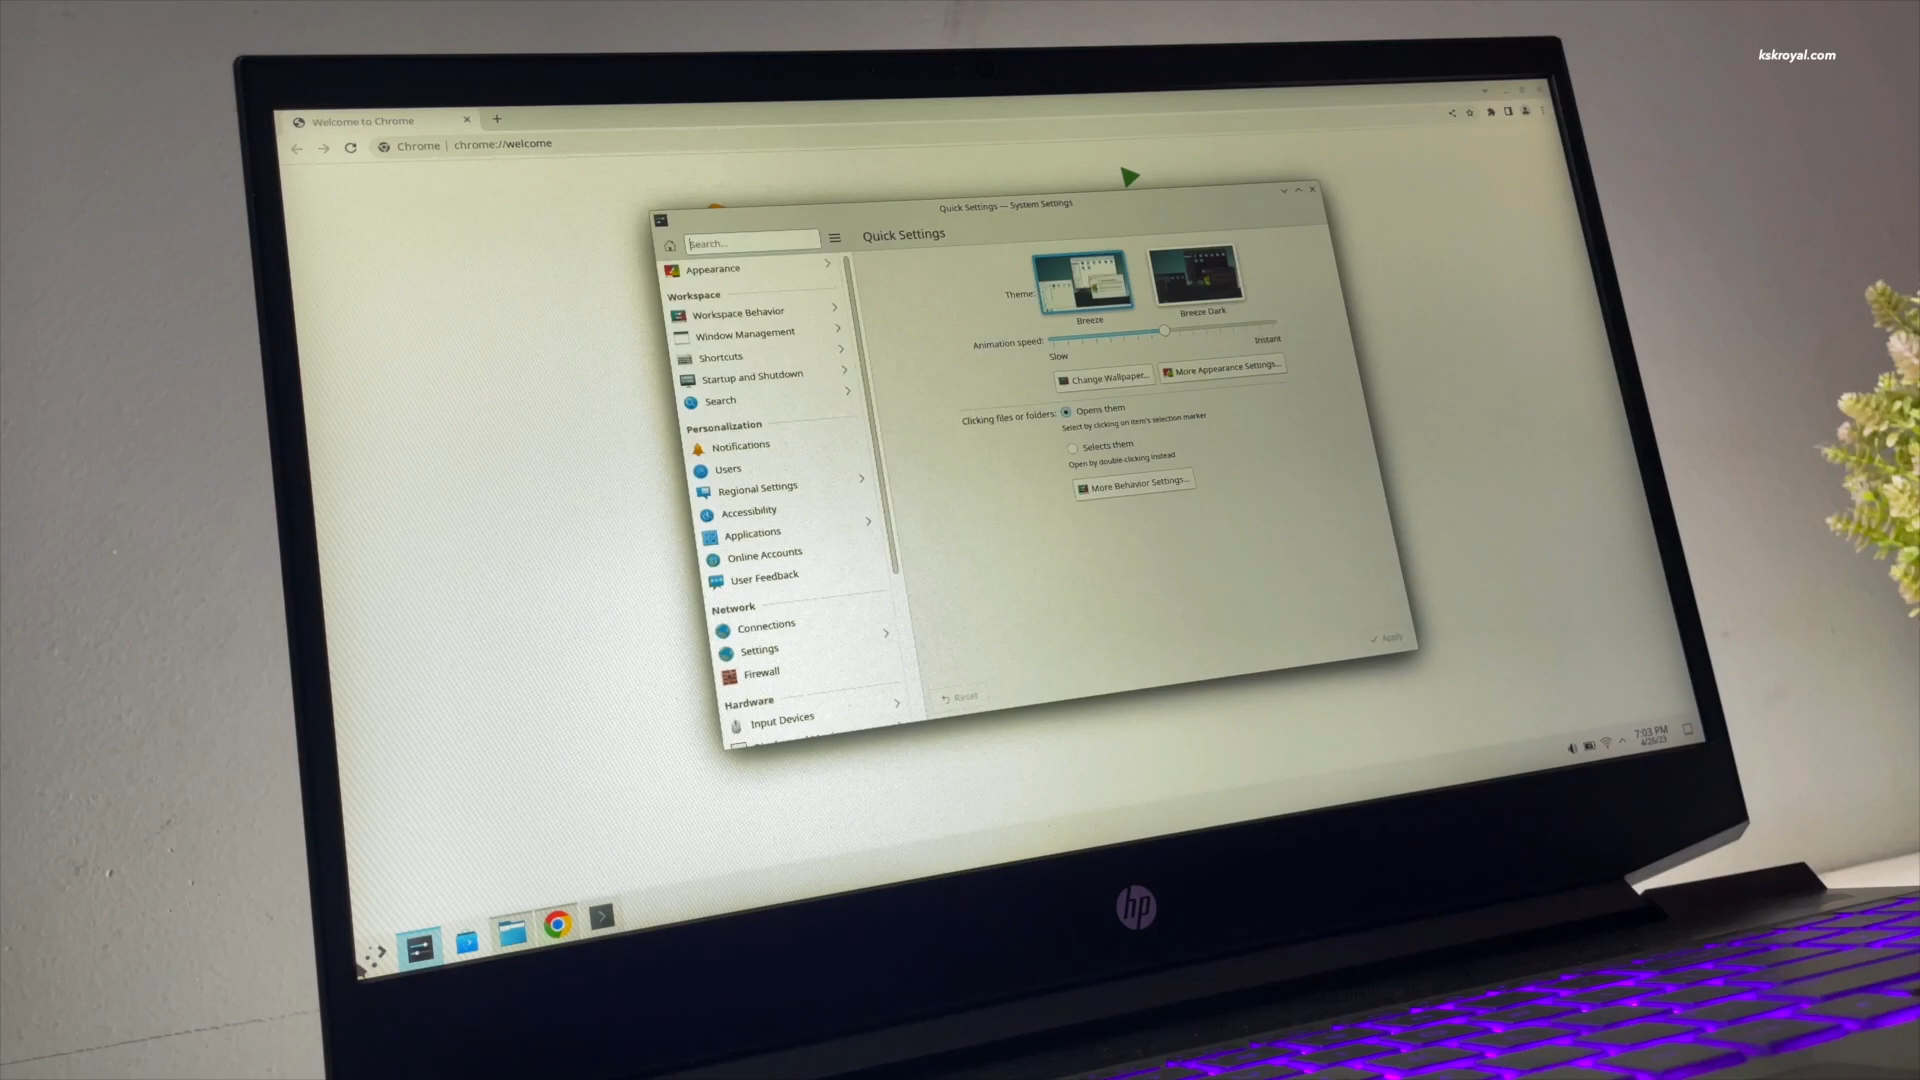 kskroyal.com
Welcome to Chrome
Chrome | chrome://welcome
Quick Settings — System Settings
Search...
Quick Settings
Appearance
Workspace
Workspace Behavior
Window Management
Shortcuts
Startup and Shutdown
Search
Personalization
Notifications
Users
Regional Settings
Accessibility
Applications
Online Accounts
User Feedback
Network
Connections
Settings
Firewall
Hardware
Input Devices
Theme:
Breeze
Breeze Dark
Animation speed:
Slow
Instant
Change Wallpaper...
More Appearance Settings...
Clicking files or folders:
Opens them
Select by clicking on item's selection marker
Selects them
Open by double-clicking instead
More Behavior Settings...
Reset
Apply
7:03 PM
4/26/23
hp